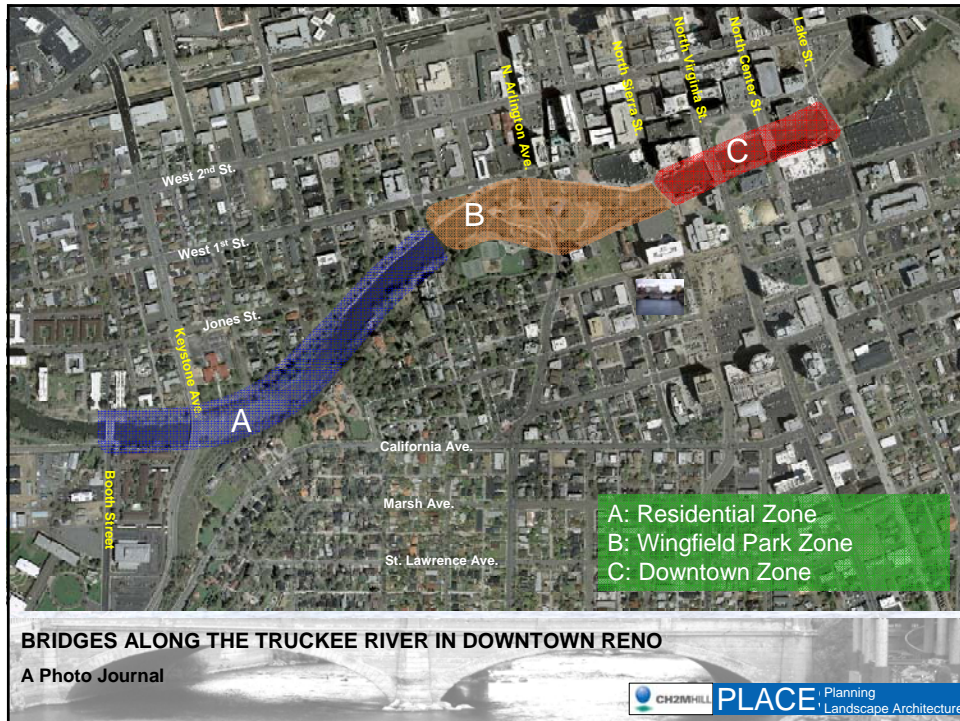 Lake St.
North Center St.
North Virginia St.
North Sierra St.
N. Arlington Ave.
West 2nd St.
West 1st St.
Jones St.
Keystone Ave.
Booth Street
A
B
C
California Ave.
Marsh Ave.
St. Lawrence Ave.
A: Residential Zone
B: Wingfield Park Zone
C: Downtown Zone
BRIDGES ALONG THE TRUCKEE RIVER IN DOWNTOWN RENO
A Photo Journal
CH2MHILL
PLACE
Planning
Landscape Architecture